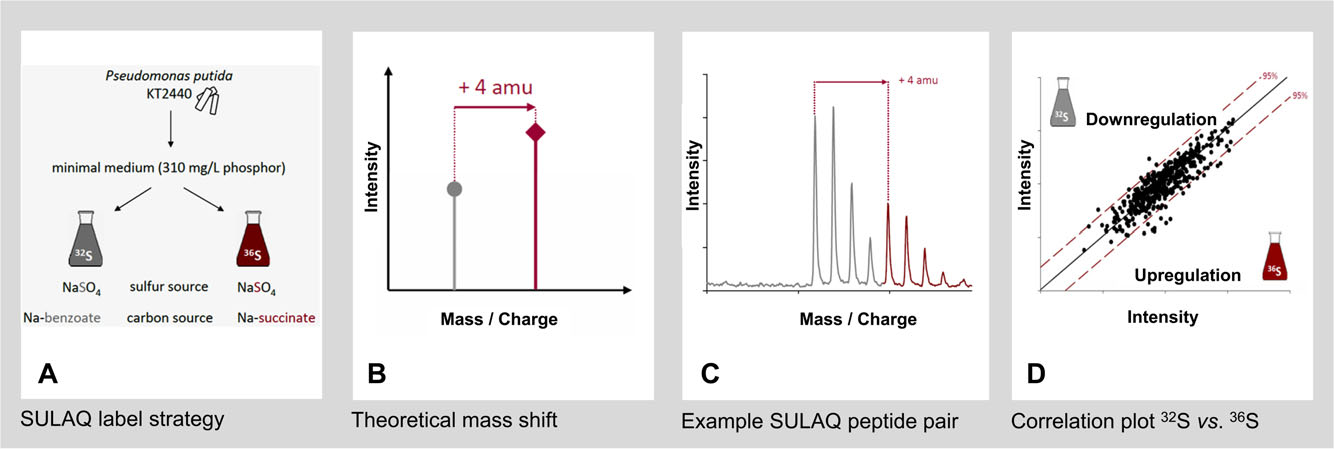 Pseudomonas putida
KT2440
minimal medium (310 mg/L phosphor)
³²S
³⁶S
NaSO₄ sulfur source NaSO₄
Na-benzoate carbon source Na-succinate
A
SULAQ label strategy
+ 4 amu
Intensity
Mass / Charge
B
Theoretical mass shift
+ 4 amu
Intensity
Mass / Charge
C
Example SULAQ peptide pair
95%
95%
³²S
Downregulation
Intensity
Upregulation
³⁶S
Intensity
D
Correlation plot ³²S vs. ³⁶S